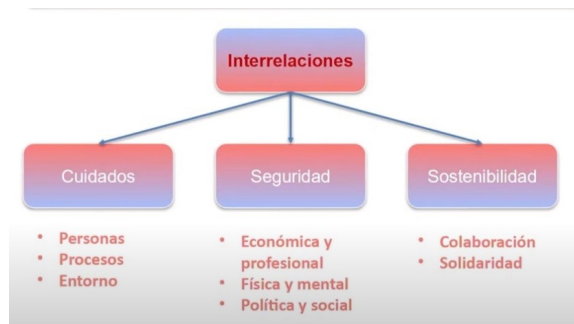 Interrelaciones
Cuidados
Seguridad
Sostenibilidad
• Personas
• Procesos
• Entorno
• Económica y
profesional
• Física y mental
• Política y social
• Colaboración
• Solidaridad